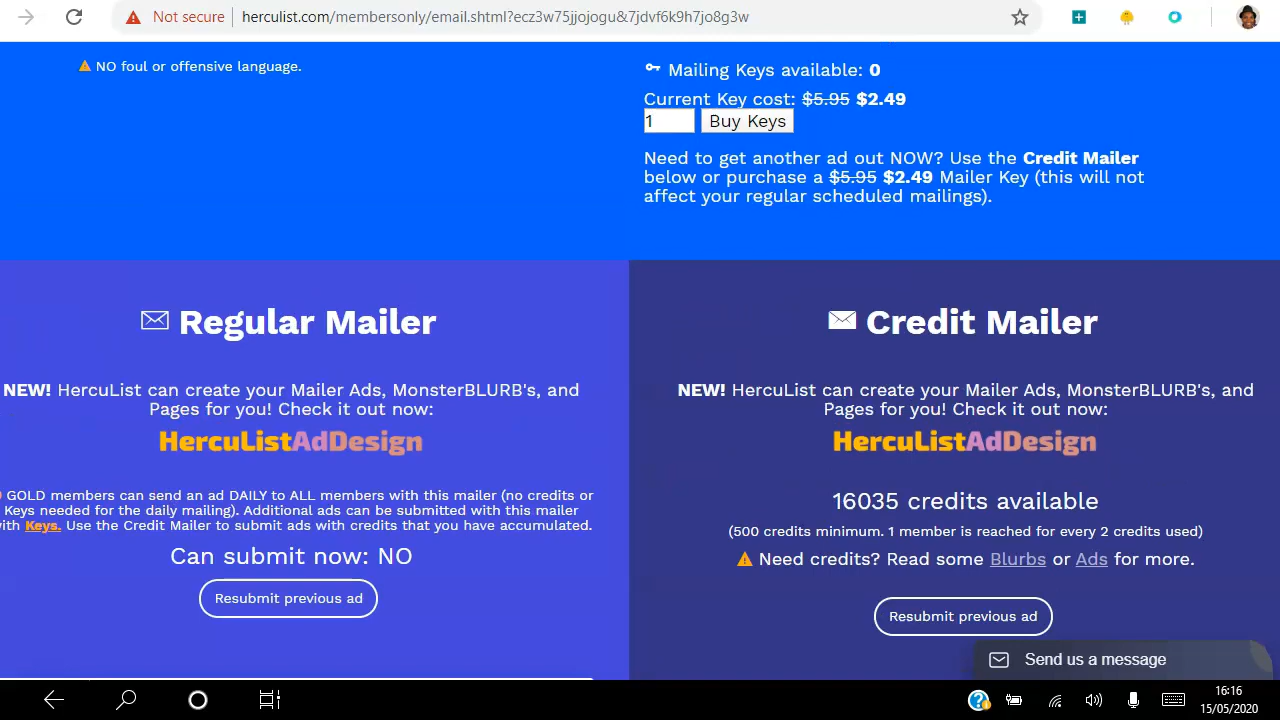 Not secure
herculist.com/membersonly/email.shtml?ecz3w75jjojogu&7jdvf6k9h7jo8g3w
NO foul or offensive language.
Mailing Keys available: 0
Current Key cost: $5.95 $2.49
1 Buy Keys
Need to get another ad out NOW? Use the Credit Mailer
below or purchase a $5.95 $2.49 Mailer Key (this will not
affect your regular scheduled mailings).
Regular Mailer
NEW! HercuList can create your Mailer Ads, MonsterBLURB's, and
Pages for you! Check it out now:
HercuListAdDesign
GOLD members can send an ad DAILY to ALL members with this mailer (no credits or
Keys needed for the daily mailing). Additional ads can be submitted with this mailer
with Keys. Use the Credit Mailer to submit ads with credits that you have accumulated.
Can submit now: NO
Resubmit previous ad
Credit Mailer
NEW! HercuList can create your Mailer Ads, MonsterBLURB's, and
Pages for you! Check it out now:
HercuListAdDesign
16035 credits available
(500 credits minimum. 1 member is reached for every 2 credits used)
Need credits? Read some Blurbs or Ads for more.
Resubmit previous ad
Send us a message
16:16
15/05/2020